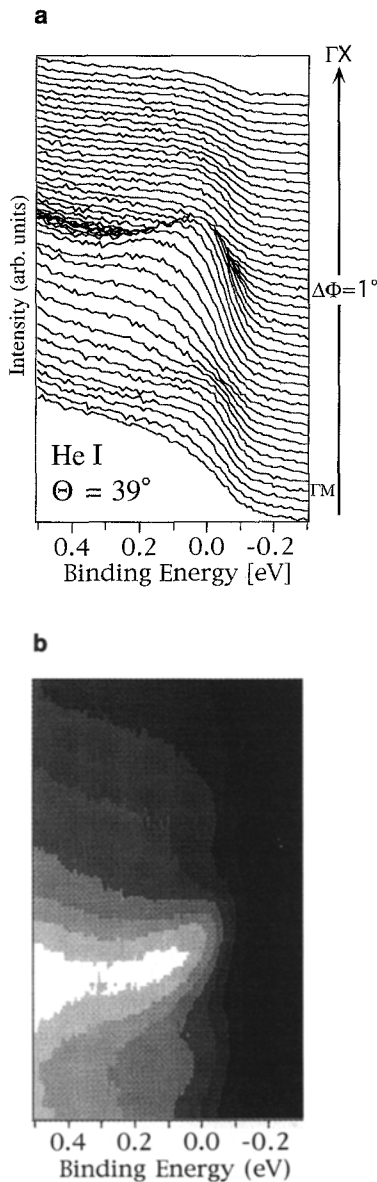 a
ΓX
Intensity (arb. units)
ΔΦ=1°
He I
Θ = 39°
ΓM
0.4 0.2 0.0 -0.2
Binding Energy [eV]
b
0.4 0.2 0.0 -0.2
Binding Energy (eV)